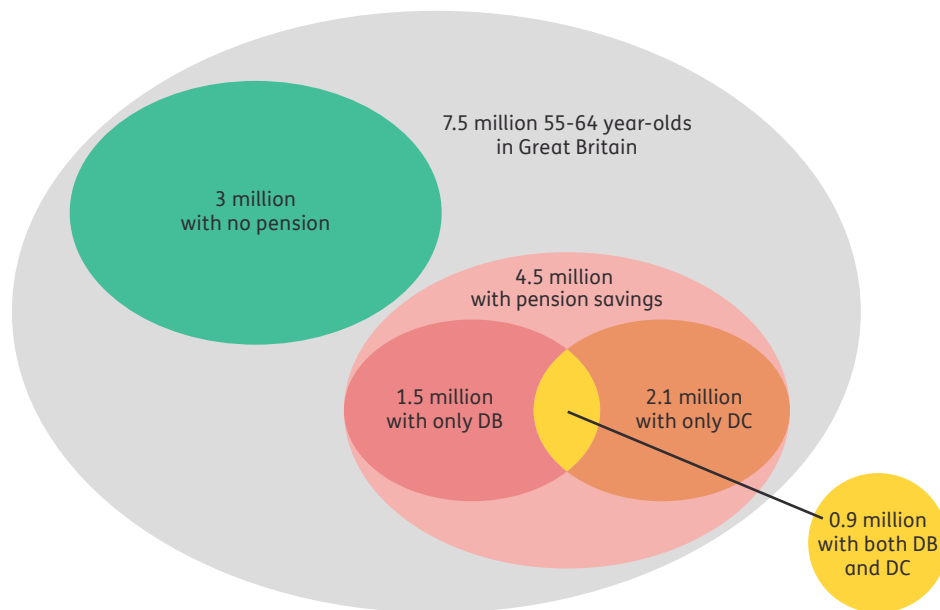 7.5 million 55-64 year-olds
in Great Britain
3 million
with no pension
4.5 million
with pension savings
1.5 million
with only DB
2.1 million
with only DC
0.9 million
with both DB
and DC